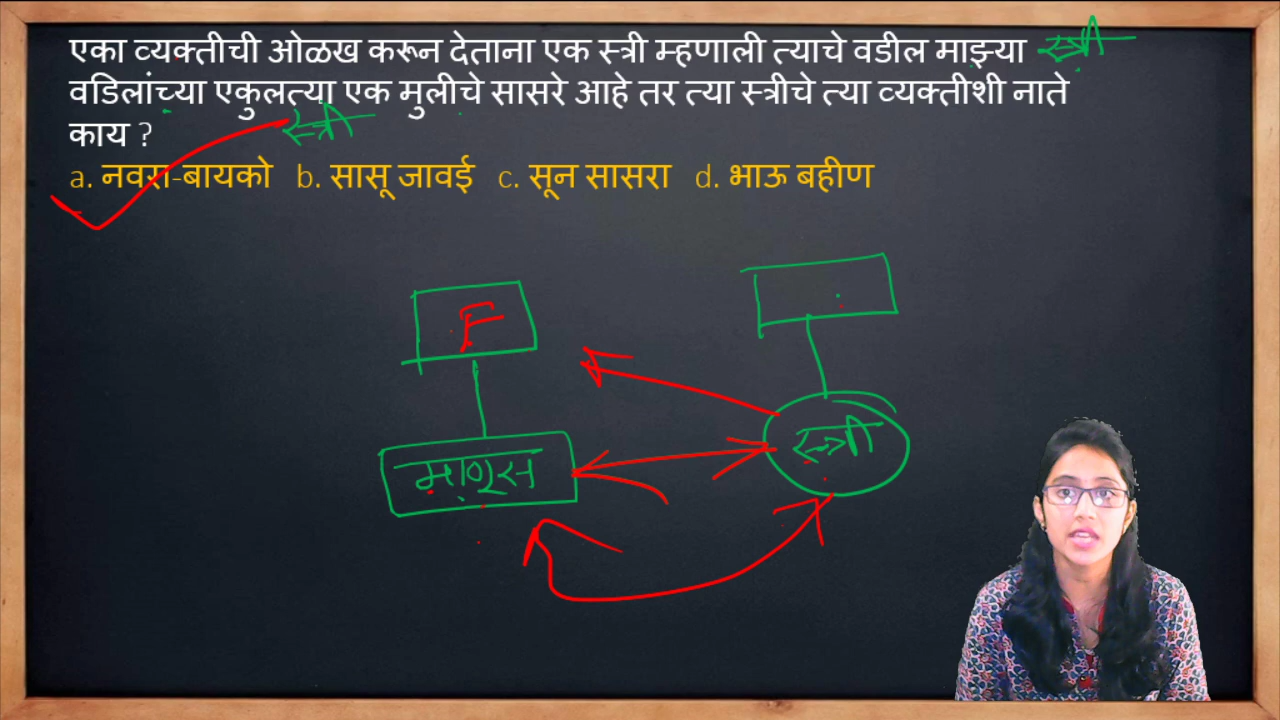 एका व्यक्तीची ओळख करून देताना एक स्त्री म्हणाली त्याचे वडील माझ्या स्त्री
वडिलांच्या एकुलत्या एक मुलीचे सासरे आहे तर त्या स्त्रीचे त्या व्यक्तीशी नाते
काय ? स्त्री
a. नवरा-बायको b. सासू जावई c. सून सासरा d. भाऊ बहीण
F
माणूस स्त्री